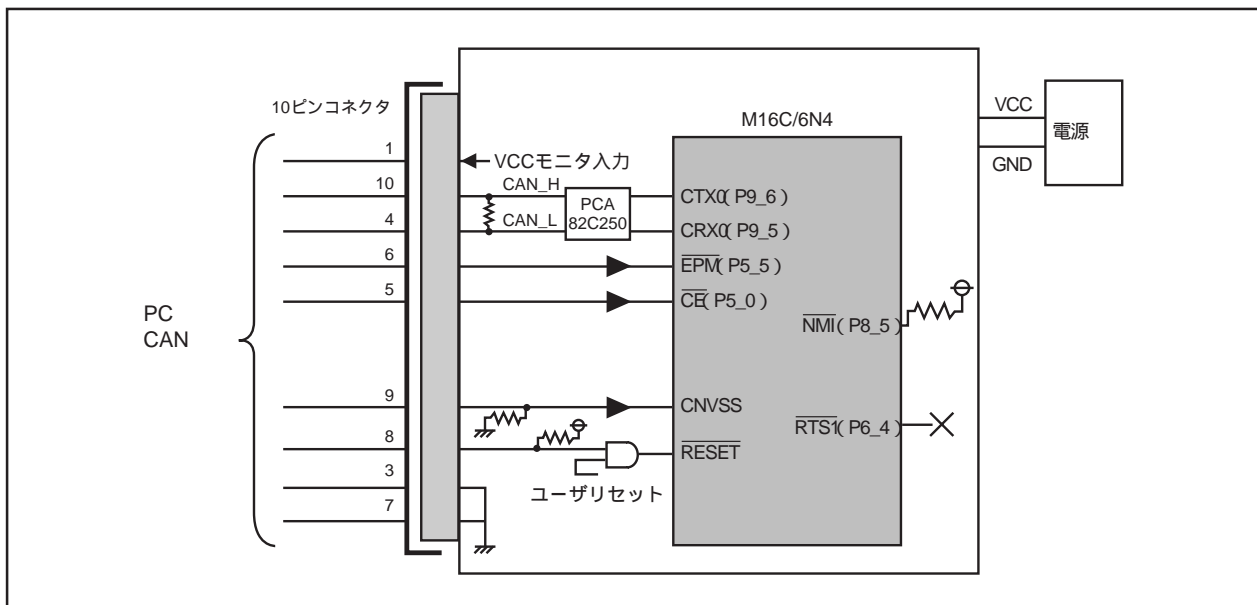 10ピンコネクタ
PC
CAN
1
10
4
6
5
9
8
3
7
VCCモニタ入力
CAN_H
CAN_L
PCA
82C250
ユーザリセット
M16C/6N4
CTX0(P9_6)
CRX0(P9_5)
EPM(P5_5)
CE(P5_0)
NMI(P8_5)
CNVSS
RTS1(P6_4)
RESET
VCC
GND
電源